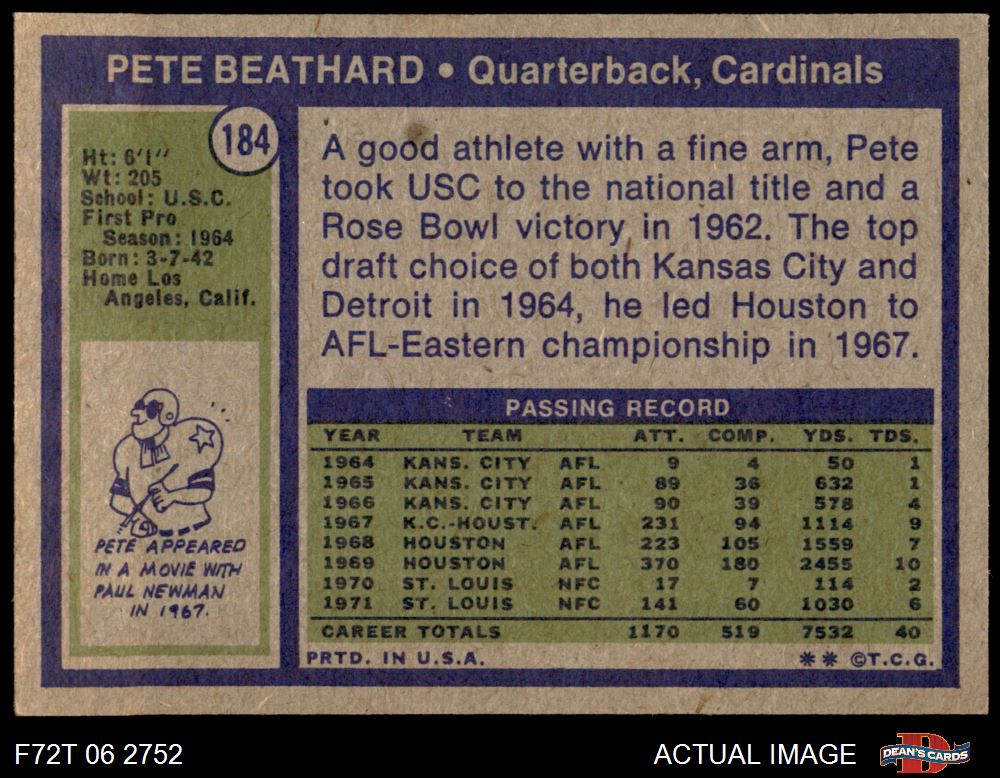 PETE BEATHARD • Quarterback, Cardinals
184
Ht: 6'1"
Wt: 205
School: U.S.C.
First Pro
Season: 1964
Born: 3-7-42
Home Los
Angeles, Calif.
A good athlete with a fine arm, Pete
took USC to the national title and a
Rose Bowl victory in 1962. The top
draft choice of both Kansas City and
Detroit in 1964, he led Houston to
AFL-Eastern championship in 1967.
PETE APPEARED
IN A MOVIE WITH
PAUL NEWMAN
IN 1967.
PASSING RECORD
YEAR TEAM ATT. COMP. YDS. TDS.
1964 KANS. CITY AFL 9 4 50 1
1965 KANS. CITY AFL 89 36 632 1
1966 KANS. CITY AFL 90 39 578 4
1967 K.C.-HOUST. AFL 231 94 1114 9
1968 HOUSTON AFL 223 105 1559 7
1969 HOUSTON AFL 370 180 2455 10
1970 ST. LOUIS NFC 17 7 114 2
1971 ST. LOUIS NFC 141 60 1030 6
CAREER TOTALS 1170 519 7532 40
PRTD. IN U.S.A. ** ©T.C.G.
F72T 06 2752 ACTUAL IMAGE DEAN'S CARDS